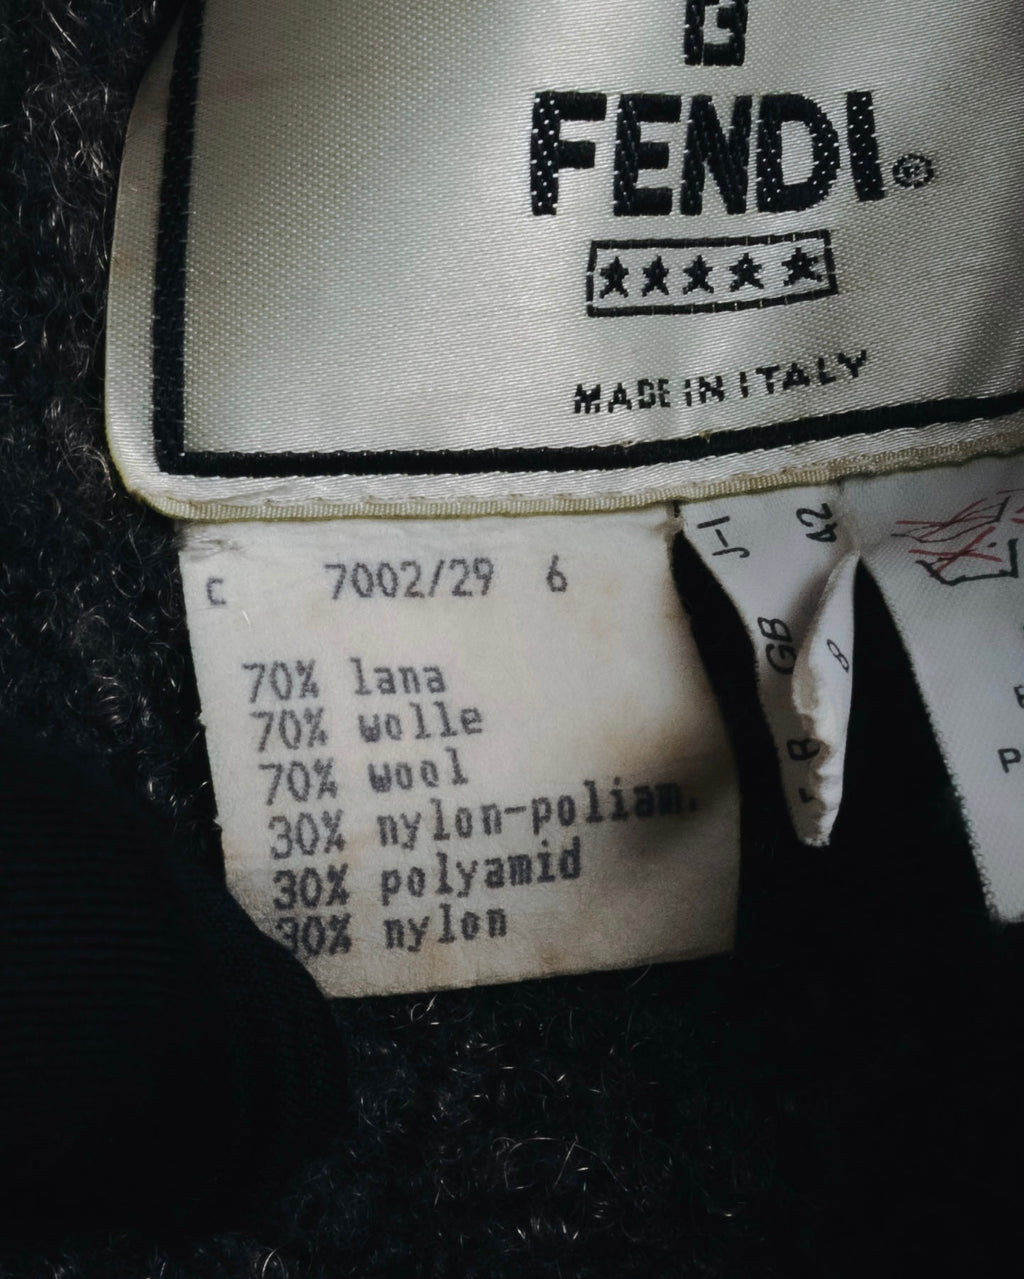 FENDI®
★★★★★
MADE IN ITALY
C 7002/29 6
70% lana
70% wolle
70% wool
30% nylon-poliam.
30% polyamid
30% nylon
J-I 42
GB 8
B
P